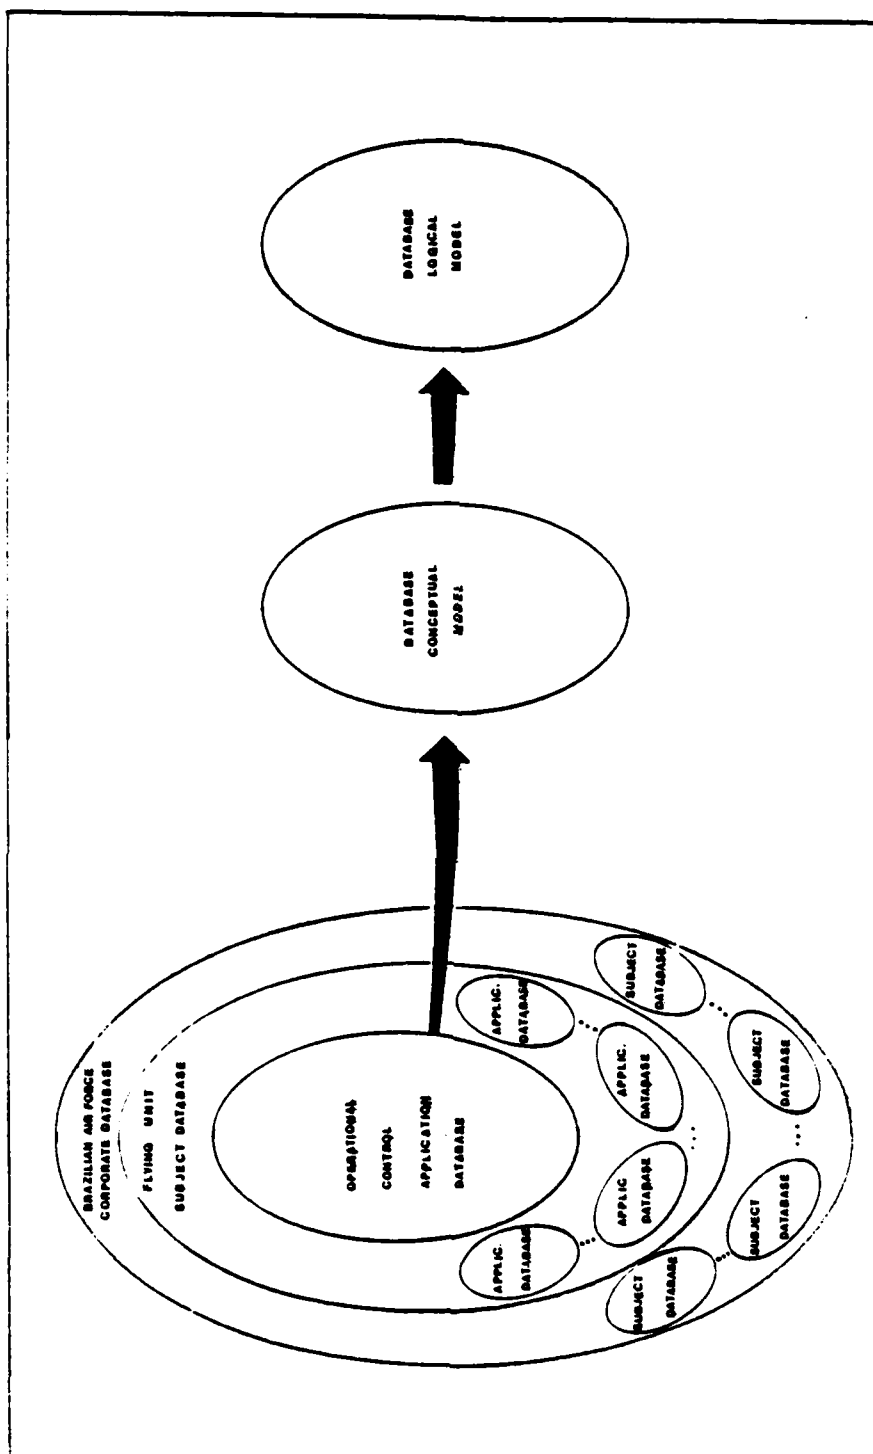 BRAZILIAN AIR FORCE
CORPORATE DATABASE
FLYING UNIT
SUBJECT DATABASE
OPERATIONAL
CONTROL
APPLICATION
DATABASE
APPLIC.
DATABASE
APPLIC
DATABASE
APPLIC.
DATABASE
APPLIC.
DATABASE
SUBJECT
DATABASE
SUBJECT
DATABASE
SUBJECT
DATABASE
SUBJECT
DATABASE
DATABASE
CONCEPTUAL
MODEL
DATABASE
LOGICAL
MODEL